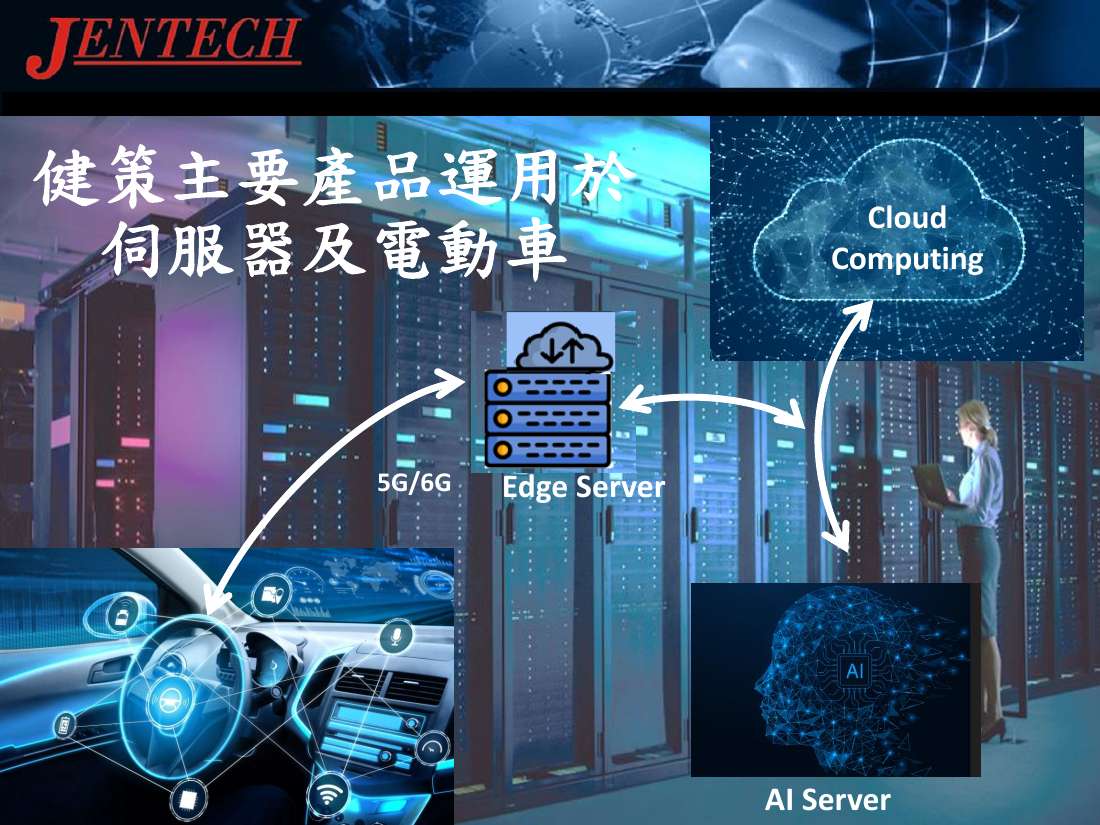 JENTECH
健策主要產品運用於
伺服器及電動車
Cloud
Computing
5G/6G
Edge Server
AI
AI Server